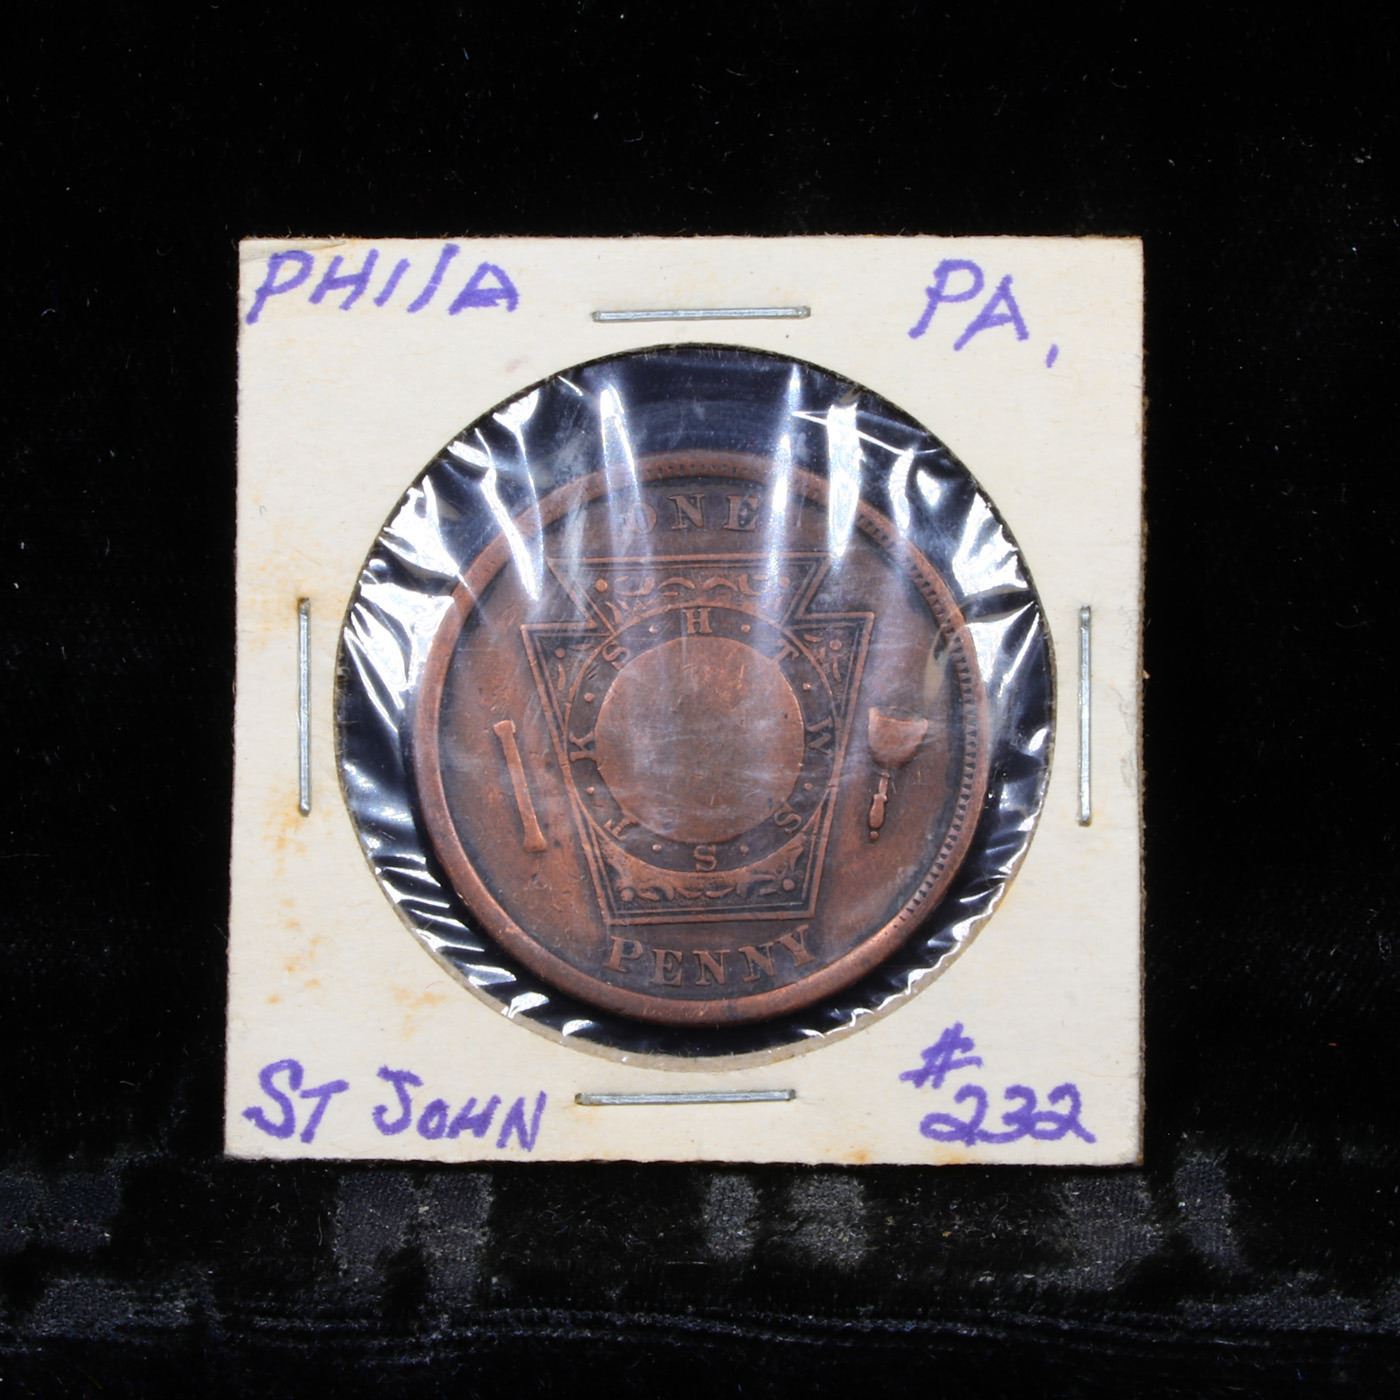 PHIlA PA.
ONE
H T W S S T K S
PENNY
ST JOHN #232